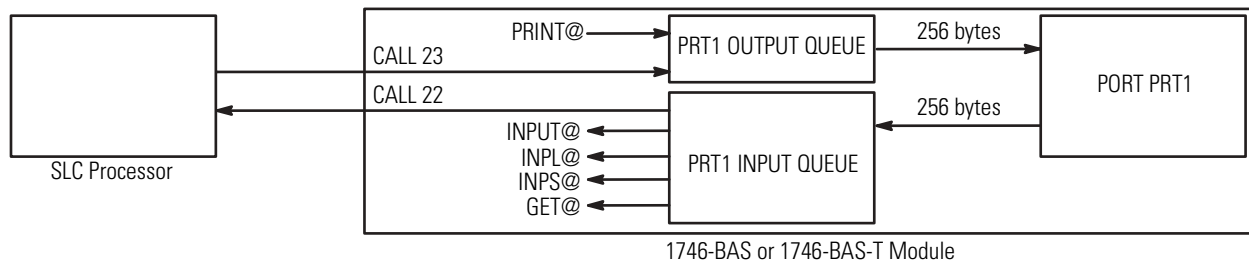 PRINT@
PRT1 OUTPUT QUEUE
256 bytes
CALL 23
PORT PRT1
CALL 22
256 bytes
INPUT@
INPL@
PRT1 INPUT QUEUE
INPS@
GET@
SLC Processor
1746-BAS or 1746-BAS-T Module